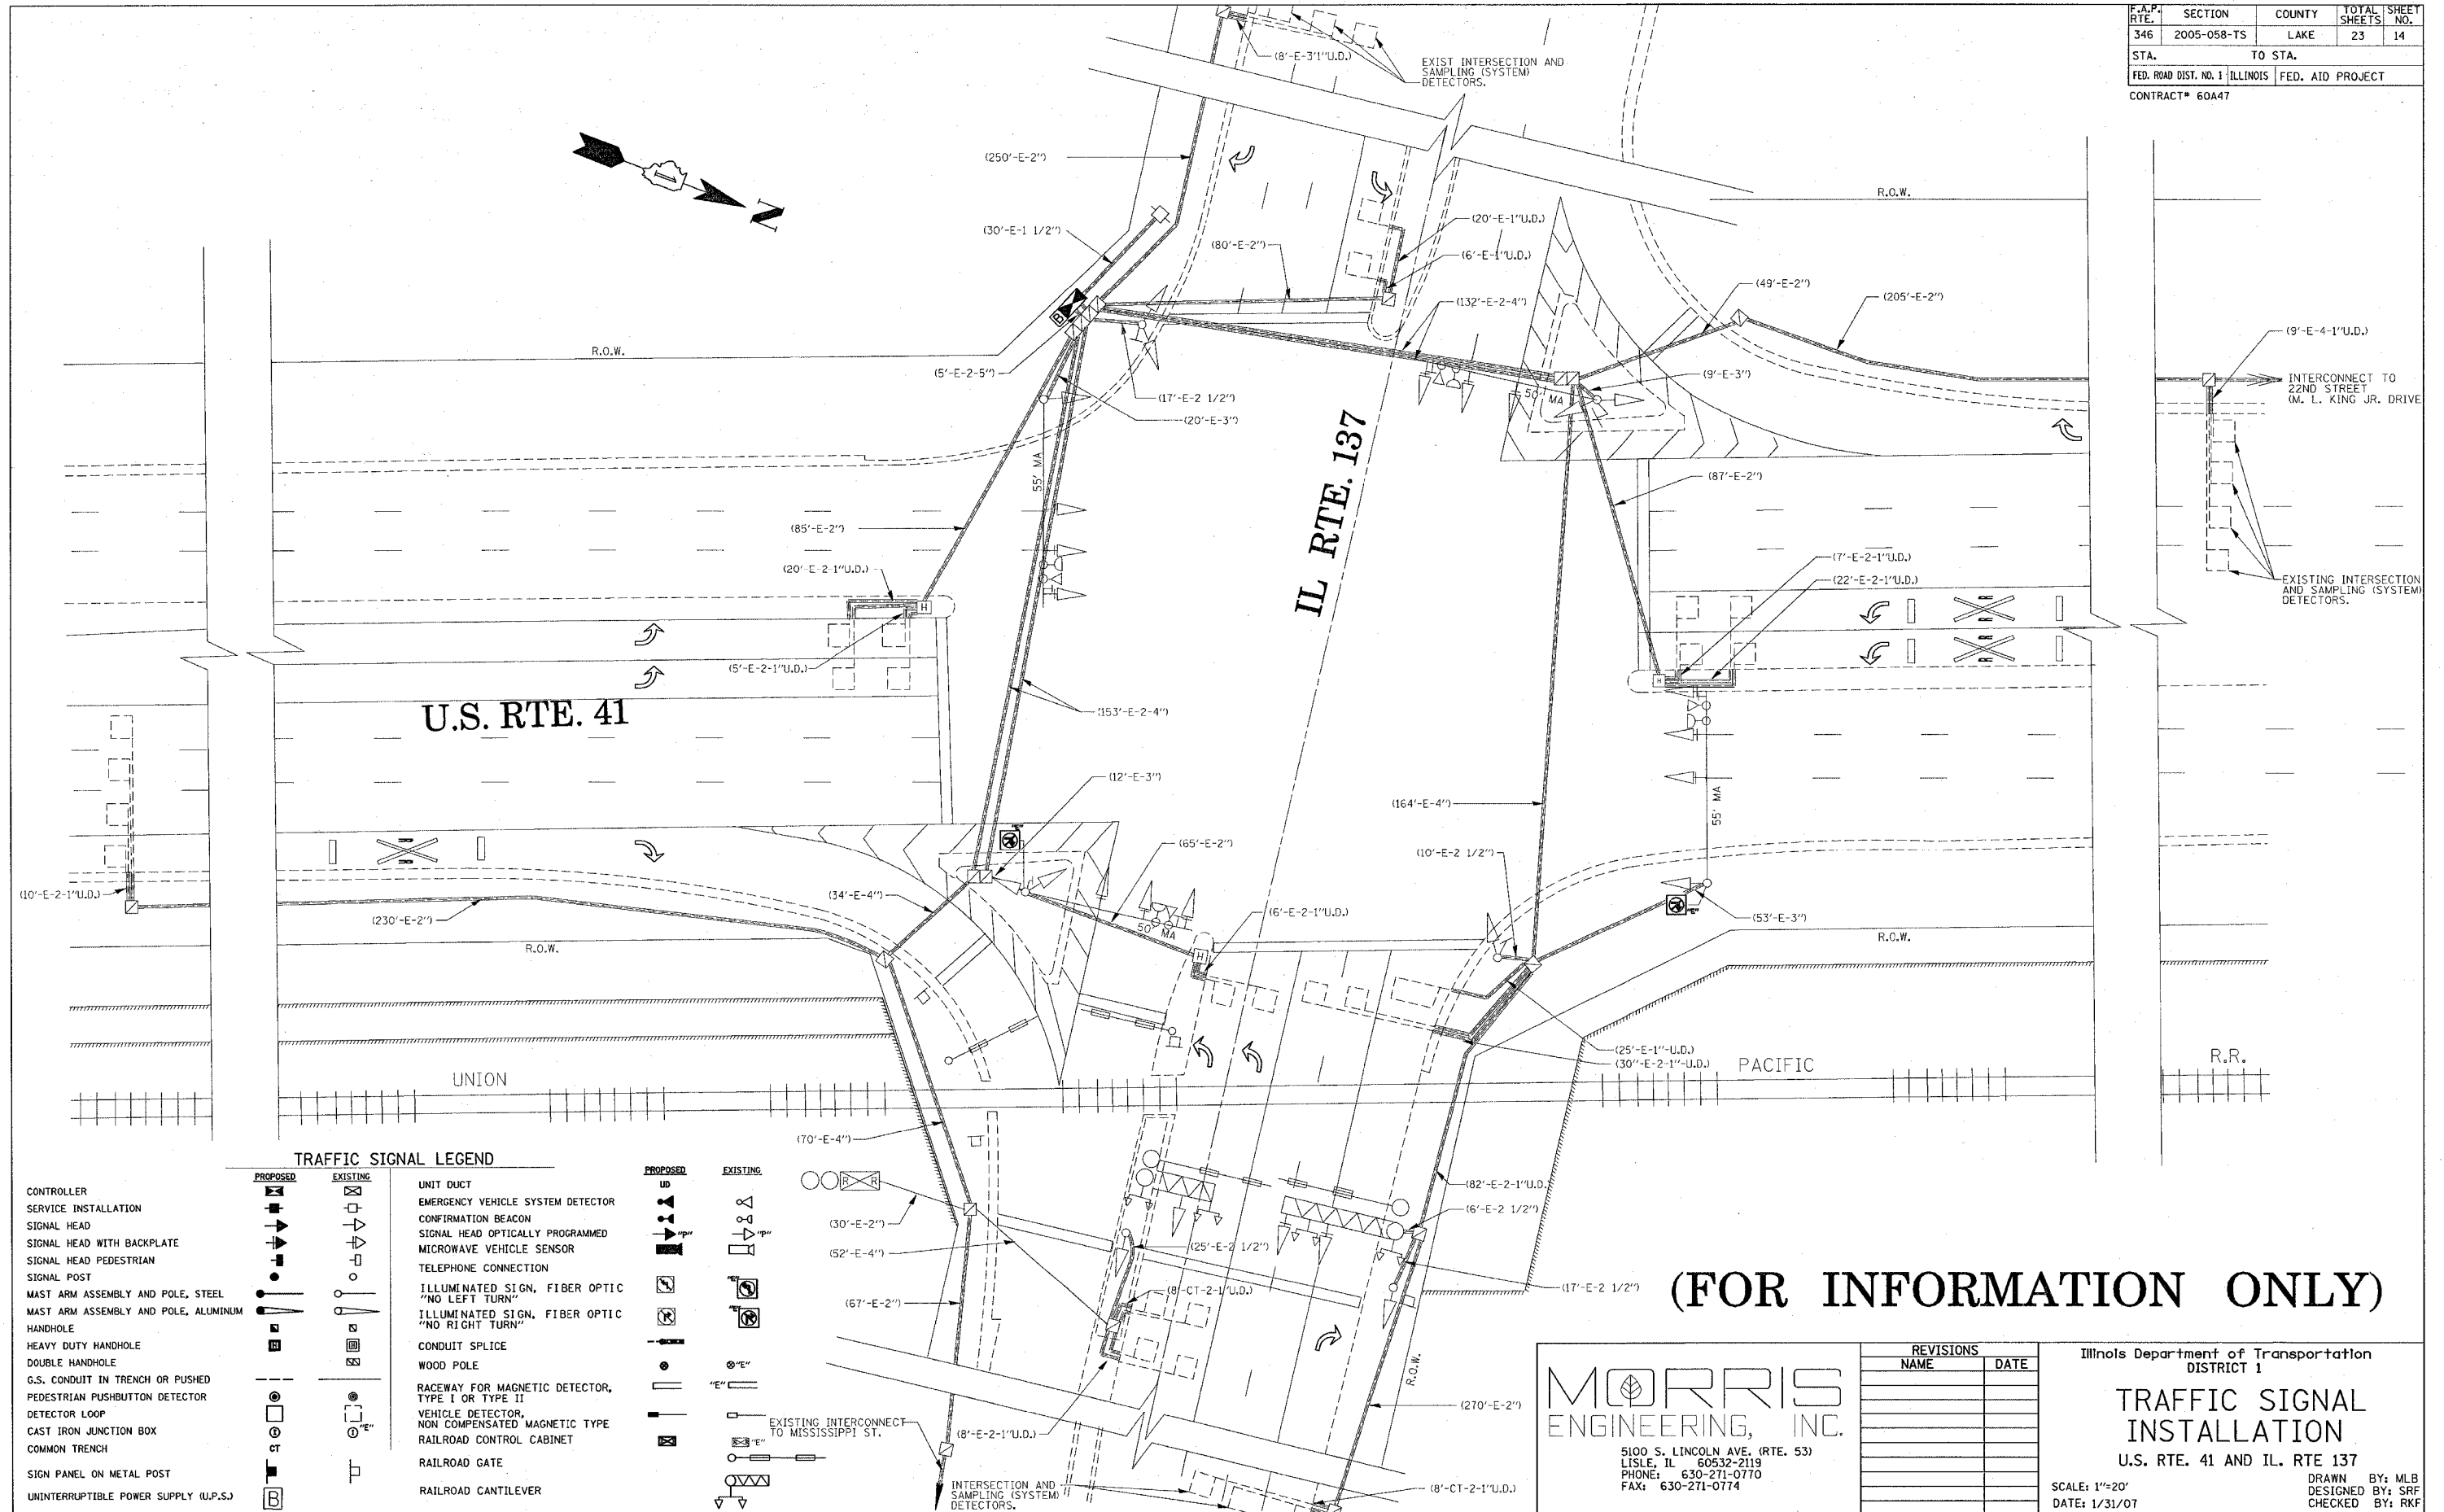 F.A.P. RTE. SECTION COUNTY TOTAL SHEETS SHEET NO.
346 2005-058-TS LAKE 23 14
STA. TO STA.
FED. ROAD DIST. NO. 1 ILLINOIS FED. AID PROJECT
CONTRACT# 60A47
(8'-E-3'1"U.D.)
EXIST INTERSECTION AND
SAMPLING (SYSTEM)
DETECTORS.
(250'-E-2")
R.O.W.
N
(30'-E-1 1/2")
(80'-E-2")
(20'-E-1"U.D.)
(6'-E-1"U.D.)
(132'-E-2-4")
(49'-E-2")
(205'-E-2")
(9'-E-4-1"U.D.)
B
R.O.W.
(5'-E-2-5")
(17'-E-2 1/2")
(20'-E-3")
(9'-E-3")
50' MA
INTERCONNECT TO
22ND STREET
(M. L. KING JR. DRIVE
55' MA
IL RTE. 137
(87'-E-2")
(85'-E-2")
(20'-E-2-1"U.D.)
H
(7'-E-2-1"U.D.)
(22'-E-2-1"U.D.)
EXISTING INTERSECTION
AND SAMPLING (SYSTEM)
DETECTORS.
(5'-E-2-1"U.D.)
H
U.S. RTE. 41
(153'-E-2-4")
(12'-E-3")
(164'-E-4")
55' MA
(65'-E-2")
(10'-E-2 1/2")
(10'-E-2-1"U.D.)
(230'-E-2")
(34'-E-4")
(6'-E-2-1"U.D.)
50' MA
"E"
(53'-E-3")
R.O.W.
H
R.O.W.
(25'-E-1"-U.D.)
(30"-E-2-1"-U.D.)
UNION
PACIFIC
R.R.
(70'-E-4")
R R
(30'-E-2")
(52'-E-4")
(67'-E-2")
(25'-E-2 1/2")
(8'-CT-2-1"U.D.)
(82'-E-2-1"U.D.
(6'-E-2 1/2")
(17'-E-2 1/2")
R.O.W.
(270'-E-2")
(8'-E-2-1"U.D.)
EXISTING INTERCONNECT
TO MISSISSIPPI ST.
INTERSECTION AND
SAMPLING (SYSTEM)
DETECTORS.
(8'-CT-2-1"U.D.)
TRAFFIC SIGNAL LEGEND
PROPOSED EXISTING
CONTROLLER
SERVICE INSTALLATION
SIGNAL HEAD
SIGNAL HEAD WITH BACKPLATE
SIGNAL HEAD PEDESTRIAN
SIGNAL POST
MAST ARM ASSEMBLY AND POLE, STEEL
MAST ARM ASSEMBLY AND POLE, ALUMINUM
HANDHOLE
HEAVY DUTY HANDHOLE H H
DOUBLE HANDHOLE
G.S. CONDUIT IN TRENCH OR PUSHED
PEDESTRIAN PUSHBUTTON DETECTOR
DETECTOR LOOP
CAST IRON JUNCTION BOX "E"
COMMON TRENCH CT
SIGN PANEL ON METAL POST
UNINTERRUPTIBLE POWER SUPPLY (U.P.S.) B
PROPOSED EXISTING
UNIT DUCT UD
EMERGENCY VEHICLE SYSTEM DETECTOR
CONFIRMATION BEACON
SIGNAL HEAD OPTICALLY PROGRAMMED "P" "P"
MICROWAVE VEHICLE SENSOR
TELEPHONE CONNECTION
ILLUMINATED SIGN, FIBER OPTIC "E"
"NO LEFT TURN"
ILLUMINATED SIGN, FIBER OPTIC "E"
"NO RIGHT TURN"
CONDUIT SPLICE
WOOD POLE "E"
RACEWAY FOR MAGNETIC DETECTOR, "E"
TYPE I OR TYPE II
VEHICLE DETECTOR,
NON COMPENSATED MAGNETIC TYPE
RAILROAD CONTROL CABINET "E"
RAILROAD GATE
RAILROAD CANTILEVER
(FOR INFORMATION ONLY)
MORRIS
ENGINEERING, INC.
5100 S. LINCOLN AVE. (RTE. 53)
LISLE, IL 60532-2119
PHONE: 630-271-0770
FAX: 630-271-0774
REVISIONS
NAME DATE
Illinois Department of Transportation
DISTRICT 1
TRAFFIC SIGNAL
INSTALLATION
U.S. RTE. 41 AND IL. RTE 137
SCALE: 1"=20'
DATE: 1/31/07
DRAWN BY: MLB
DESIGNED BY: SRF
CHECKED BY: RKF